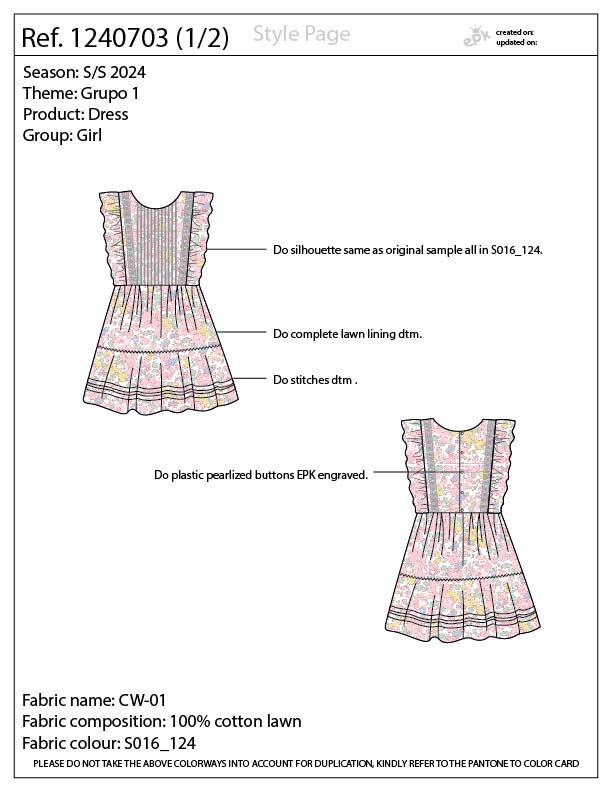 Ref. 1240703 (1/2)
Style Page
epk
created on:
updated on:
Season: S/S 2024
Theme: Grupo 1
Product: Dress
Group: Girl
Do silhouette same as original sample all in S016_124.
Do complete lawn lining dtm.
Do stitches dtm .
Do plastic pearlized buttons EPK engraved.
Fabric name: CW-01
Fabric composition: 100% cotton lawn
Fabric colour: S016_124
PLEASE DO NOT TAKE THE ABOVE COLORWAYS INTO ACCOUNT FOR DUPLICATION, KINDLY REFER TO THE PANTONE TO COLOR CARD